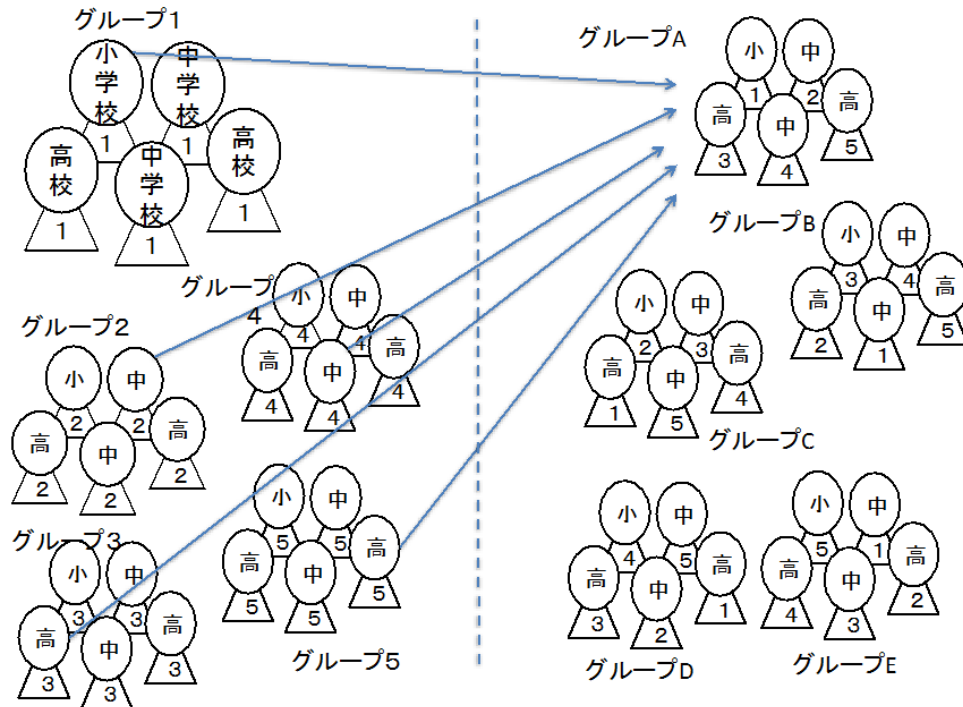 グループ1
小学校
中学校
高校
中学校
高校
1
1
1
1
1
グループ2
小
中
高
中
高
2
2
2
2
2
グループ3
小
中
高
中
高
3
3
3
3
3
グループ
4
小
中
高
中
高
4
4
4
4
4
グループ5
小
中
高
中
高
5
5
5
5
5
グループA
小
中
高
中
高
1
2
3
4
5
グループB
小
中
高
中
高
3
4
2
1
5
グループC
小
中
高
中
高
2
3
1
5
4
グループD
小
中
高
中
高
4
5
3
2
1
グループE
小
中
高
中
高
5
1
4
3
2